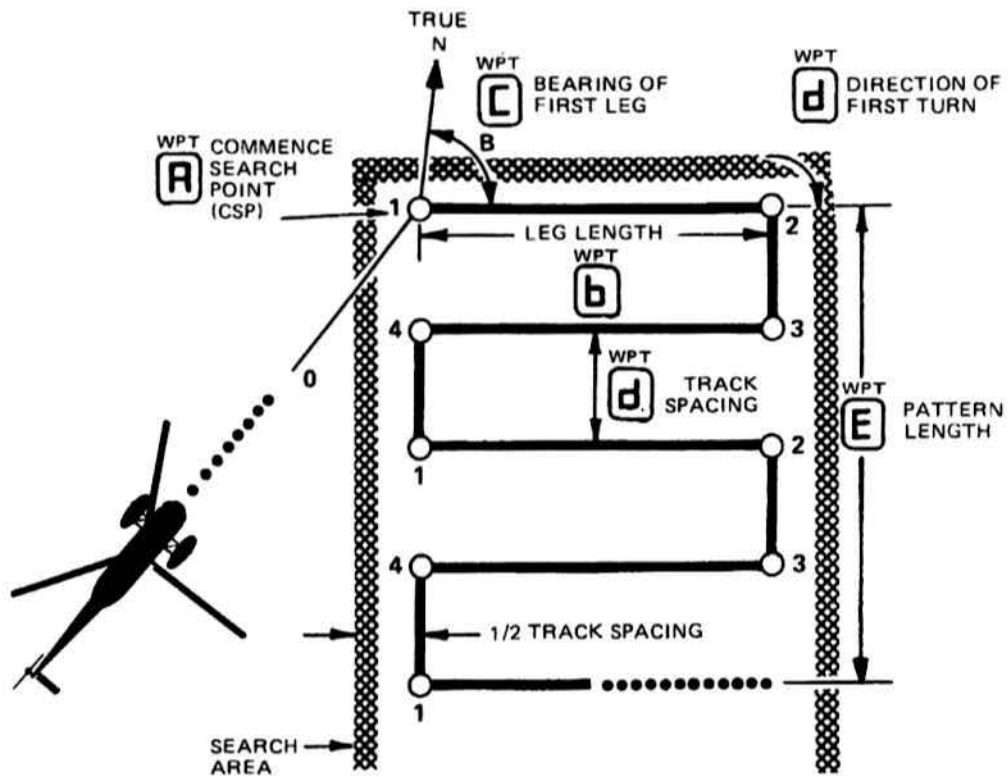 TRUE
N
WPT
C
BEARING OF
FIRST LEG
WPT
d
DIRECTION OF
FIRST TURN
B
WPT
A
COMMENCE
SEARCH
POINT
(CSP)
1
2
LEG LENGTH
WPT
b
4
3
0
WPT
d
TRACK
SPACING
WPT
E
PATTERN
LENGTH
1
2
4
3
1/2 TRACK SPACING
1
SEARCH
AREA